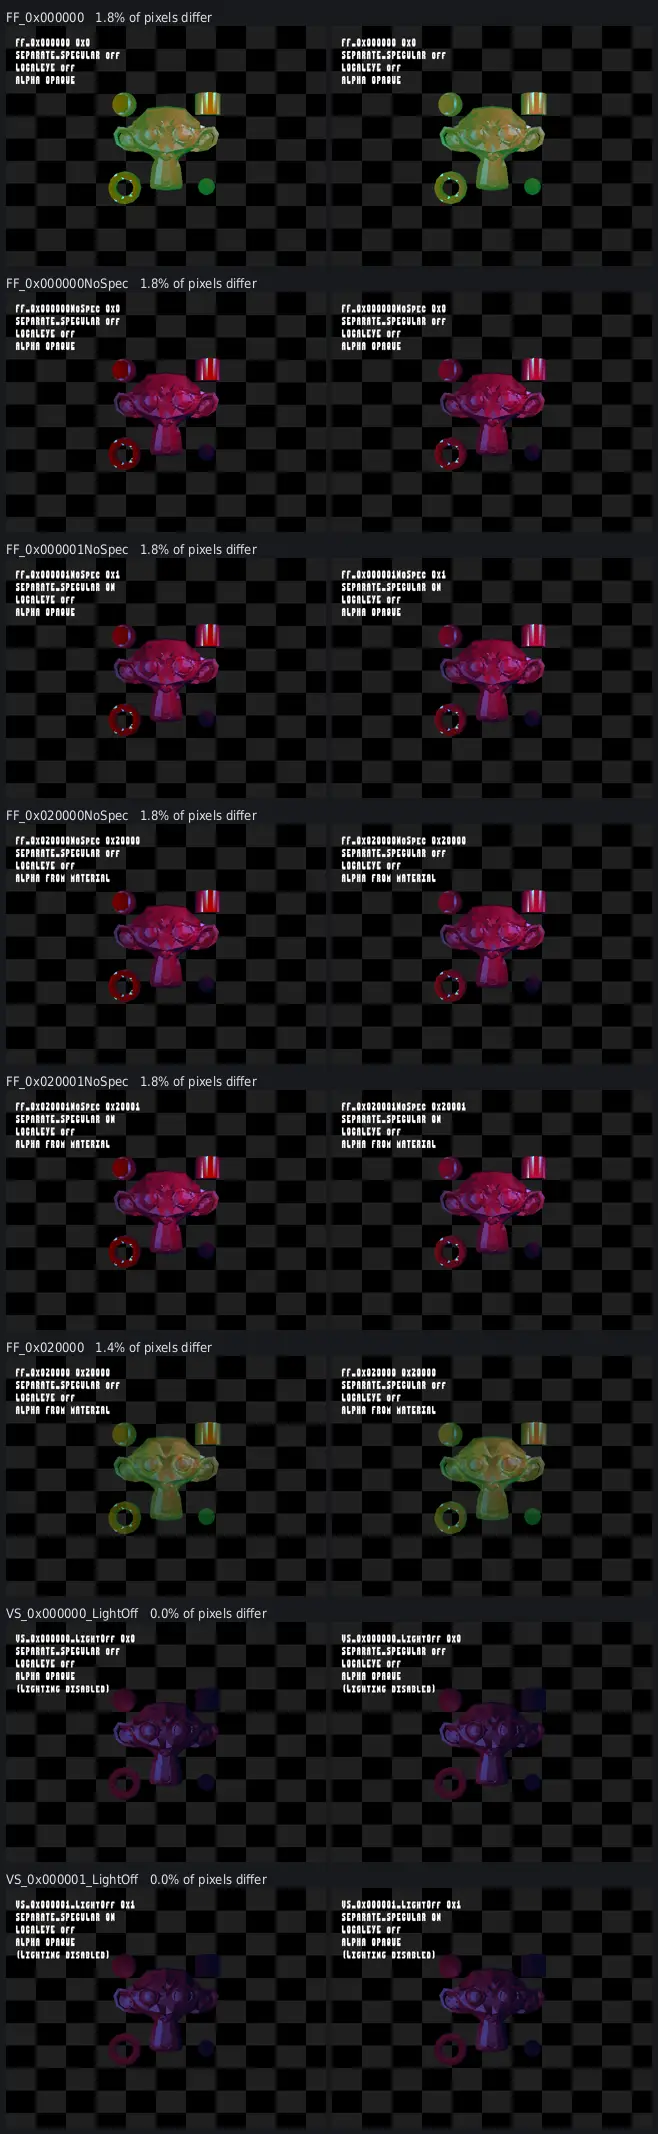 FF_0x000000 1.8% of pixels differ
FF_0x000000 0x0 FF_0x000000 0x0
SEPARATE_SPECULAR OFF SEPARATE_SPECULAR OFF
LOCALEYE OFF LOCALEYE OFF
ALPHA OPAQUE ALPHA OPAQUE
FF_0x000000NoSpec 1.8% of pixels differ
FF_0x000000NoSpec 0x0 FF_0x000000NoSpec 0x0
SEPARATE_SPECULAR OFF SEPARATE_SPECULAR OFF
LOCALEYE OFF LOCALEYE OFF
ALPHA OPAQUE ALPHA OPAQUE
FF_0x000001NoSpec 1.8% of pixels differ
FF_0x000001NoSpec 0x1 FF_0x000001NoSpec 0x1
SEPARATE_SPECULAR ON SEPARATE_SPECULAR ON
LOCALEYE OFF LOCALEYE OFF
ALPHA OPAQUE ALPHA OPAQUE
FF_0x020000NoSpec 1.8% of pixels differ
FF_0x020000NoSpec 0x20000 FF_0x020000NoSpec 0x20000
SEPARATE_SPECULAR OFF SEPARATE_SPECULAR OFF
LOCALEYE OFF LOCALEYE OFF
ALPHA FROM MATERIAL ALPHA FROM MATERIAL
FF_0x020001NoSpec 1.8% of pixels differ
FF_0x020001NoSpec 0x20001 FF_0x020001NoSpec 0x20001
SEPARATE_SPECULAR ON SEPARATE_SPECULAR ON
LOCALEYE OFF LOCALEYE OFF
ALPHA FROM MATERIAL ALPHA FROM MATERIAL
FF_0x020000 1.4% of pixels differ
FF_0x020000 0x20000 FF_0x020000 0x20000
SEPARATE_SPECULAR OFF SEPARATE_SPECULAR OFF
LOCALEYE OFF LOCALEYE OFF
ALPHA FROM MATERIAL ALPHA FROM MATERIAL
VS_0x000000_LightOff 0.0% of pixels differ
VS_0x000000_LightOff 0x0 VS_0x000000_LightOff 0x0
SEPARATE_SPECULAR OFF SEPARATE_SPECULAR OFF
LOCALEYE OFF LOCALEYE OFF
ALPHA OPAQUE ALPHA OPAQUE
(LIGHTING DISABLED) (LIGHTING DISABLED)
VS_0x000001_LightOff 0.0% of pixels differ
VS_0x000001_LightOff 0x1 VS_0x000001_LightOff 0x1
SEPARATE_SPECULAR ON SEPARATE_SPECULAR ON
LOCALEYE OFF LOCALEYE OFF
ALPHA OPAQUE ALPHA OPAQUE
(LIGHTING DISABLED) (LIGHTING DISABLED)